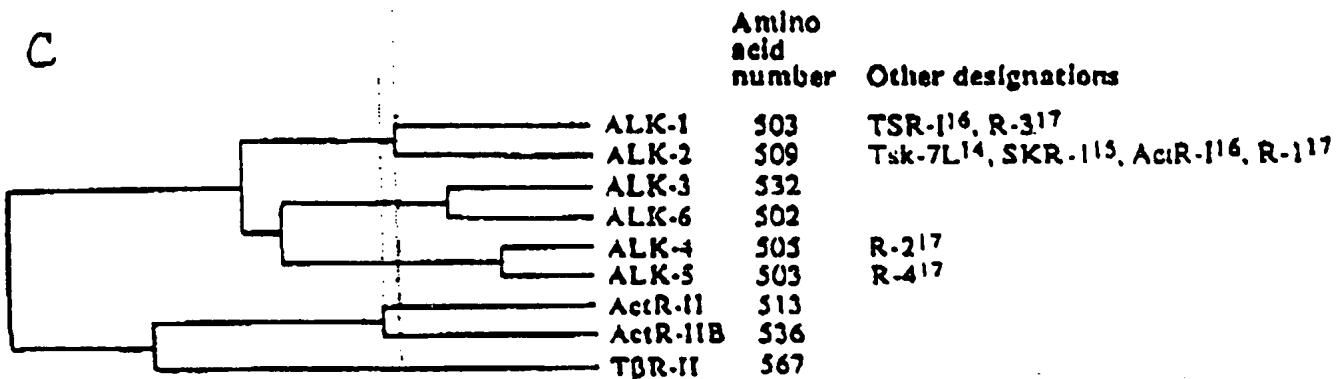 C
Amino
acid
number Other designations
ALK-1 503 TSR-I16, R-317
ALK-2 509 Tsk-7L14, SKR-115, ActR-I16, R-117
ALK-3 532
ALK-6 502
ALK-4 505 R-217
ALK-5 503 R-417
ActR-II 513
ActR-IIB 536
TβR-II 567